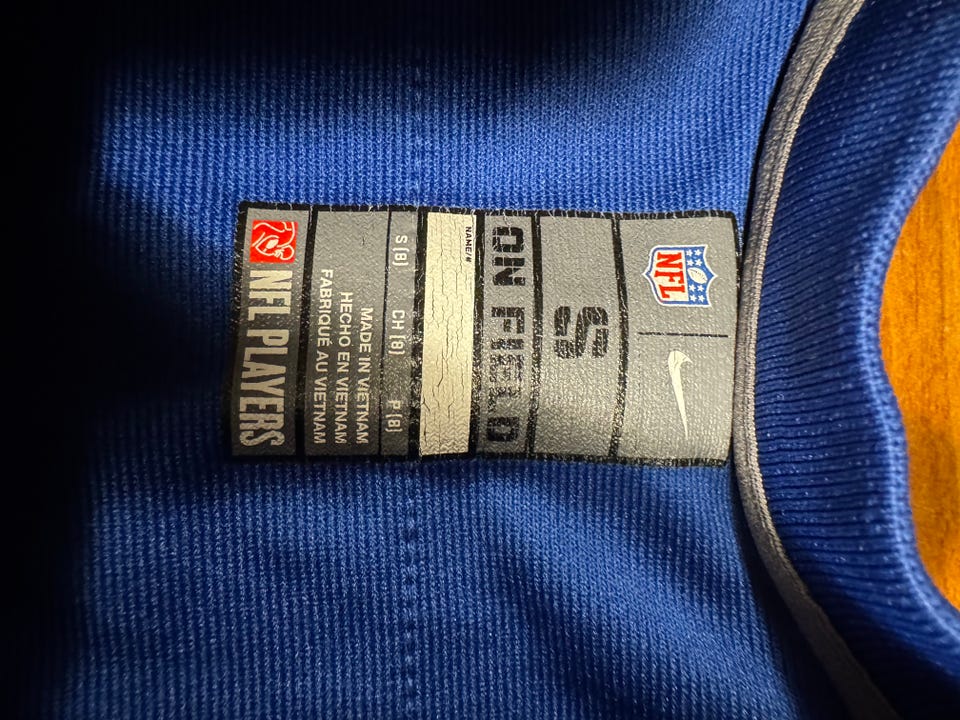 NFL
S
ON FIELD
NAME/#
S (8) CH (8) P (8)
MADE IN VIETNAM
HECHO EN VIETNAM
FABRIQUÉ AU VIETNAM
NFL PLAYERS